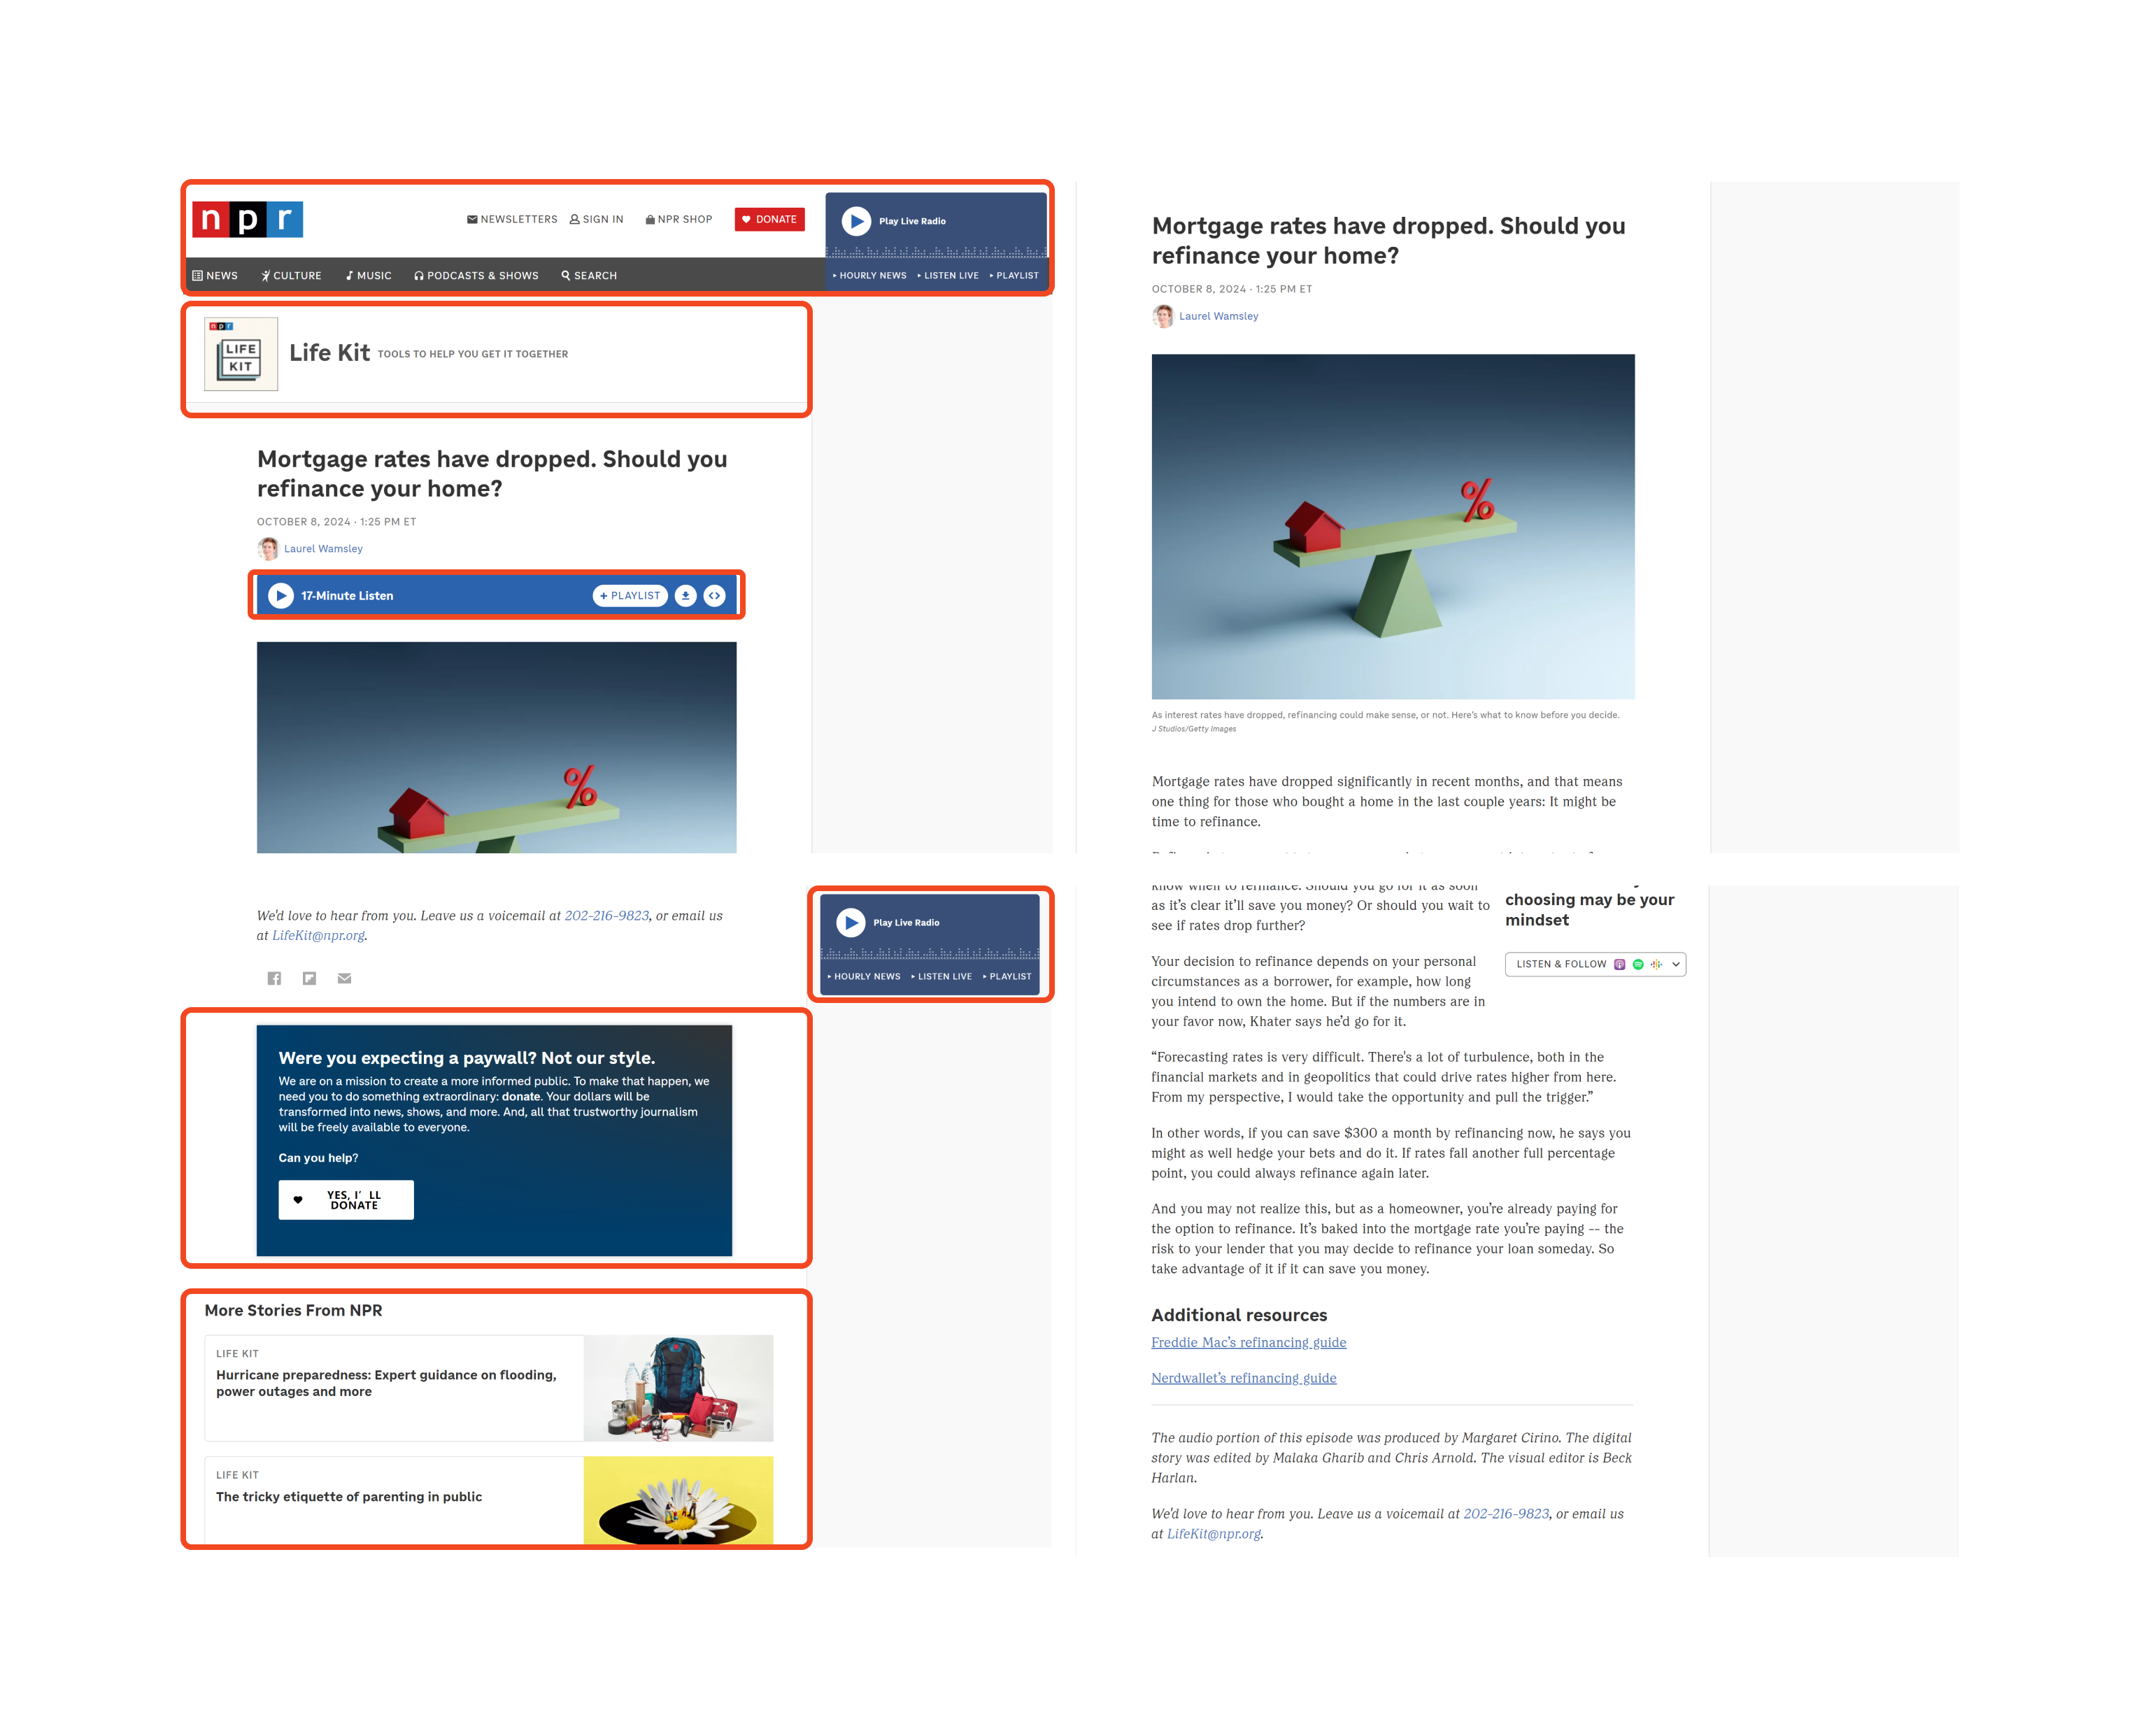 npr
NEWSLETTERS SIGN IN NPR SHOP DONATE
Play Live Radio
NEWS CULTURE MUSIC PODCASTS & SHOWS SEARCH
HOURLY NEWS LISTEN LIVE PLAYLIST
npr
LIFE
KIT
Life Kit TOOLS TO HELP YOU GET IT TOGETHER
Mortgage rates have dropped. Should you
refinance your home?
OCTOBER 8, 2024 · 1:25 PM ET
Laurel Wamsley
17-Minute Listen
+ PLAYLIST
Mortgage rates have dropped. Should you
refinance your home?
OCTOBER 8, 2024 · 1:25 PM ET
Laurel Wamsley
As interest rates have dropped, refinancing could make sense, or not. Here's what to know before you decide.
J Studios/Getty Images
Mortgage rates have dropped significantly in recent months, and that means
one thing for those who bought a home in the last couple years: It might be
time to refinance.
We'd love to hear from you. Leave us a voicemail at 202-216-9823, or email us
at LifeKit@npr.org.
Play Live Radio
HOURLY NEWS LISTEN LIVE PLAYLIST
Were you expecting a paywall? Not our style.
We are on a mission to create a more informed public. To make that happen, we
need you to do something extraordinary: donate. Your dollars will be
transformed into news, shows, and more. And, all that trustworthy journalism
will be freely available to everyone.
Can you help?
YES, I'LL
DONATE
More Stories From NPR
LIFE KIT
Hurricane preparedness: Expert guidance on flooding,
power outages and more
LIFE KIT
The tricky etiquette of parenting in public
know when to refinance. Should you go for it as soon
as it's clear it'll save you money? Or should you wait to
see if rates drop further?
choosing may be your
mindset
LISTEN & FOLLOW
Your decision to refinance depends on your personal
circumstances as a borrower, for example, how long
you intend to own the home. But if the numbers are in
your favor now, Khater says he'd go for it.
“Forecasting rates is very difficult. There's a lot of turbulence, both in the
financial markets and in geopolitics that could drive rates higher from here.
From my perspective, I would take the opportunity and pull the trigger.”
In other words, if you can save $300 a month by refinancing now, he says you
might as well hedge your bets and do it. If rates fall another full percentage
point, you could always refinance again later.
And you may not realize this, but as a homeowner, you're already paying for
the option to refinance. It's baked into the mortgage rate you're paying -- the
risk to your lender that you may decide to refinance your loan someday. So
take advantage of it if it can save you money.
Additional resources
Freddie Mac's refinancing guide
Nerdwallet's refinancing guide
The audio portion of this episode was produced by Margaret Cirino. The digital
story was edited by Malaka Gharib and Chris Arnold. The visual editor is Beck
Harlan.
We'd love to hear from you. Leave us a voicemail at 202-216-9823, or email us
at LifeKit@npr.org.